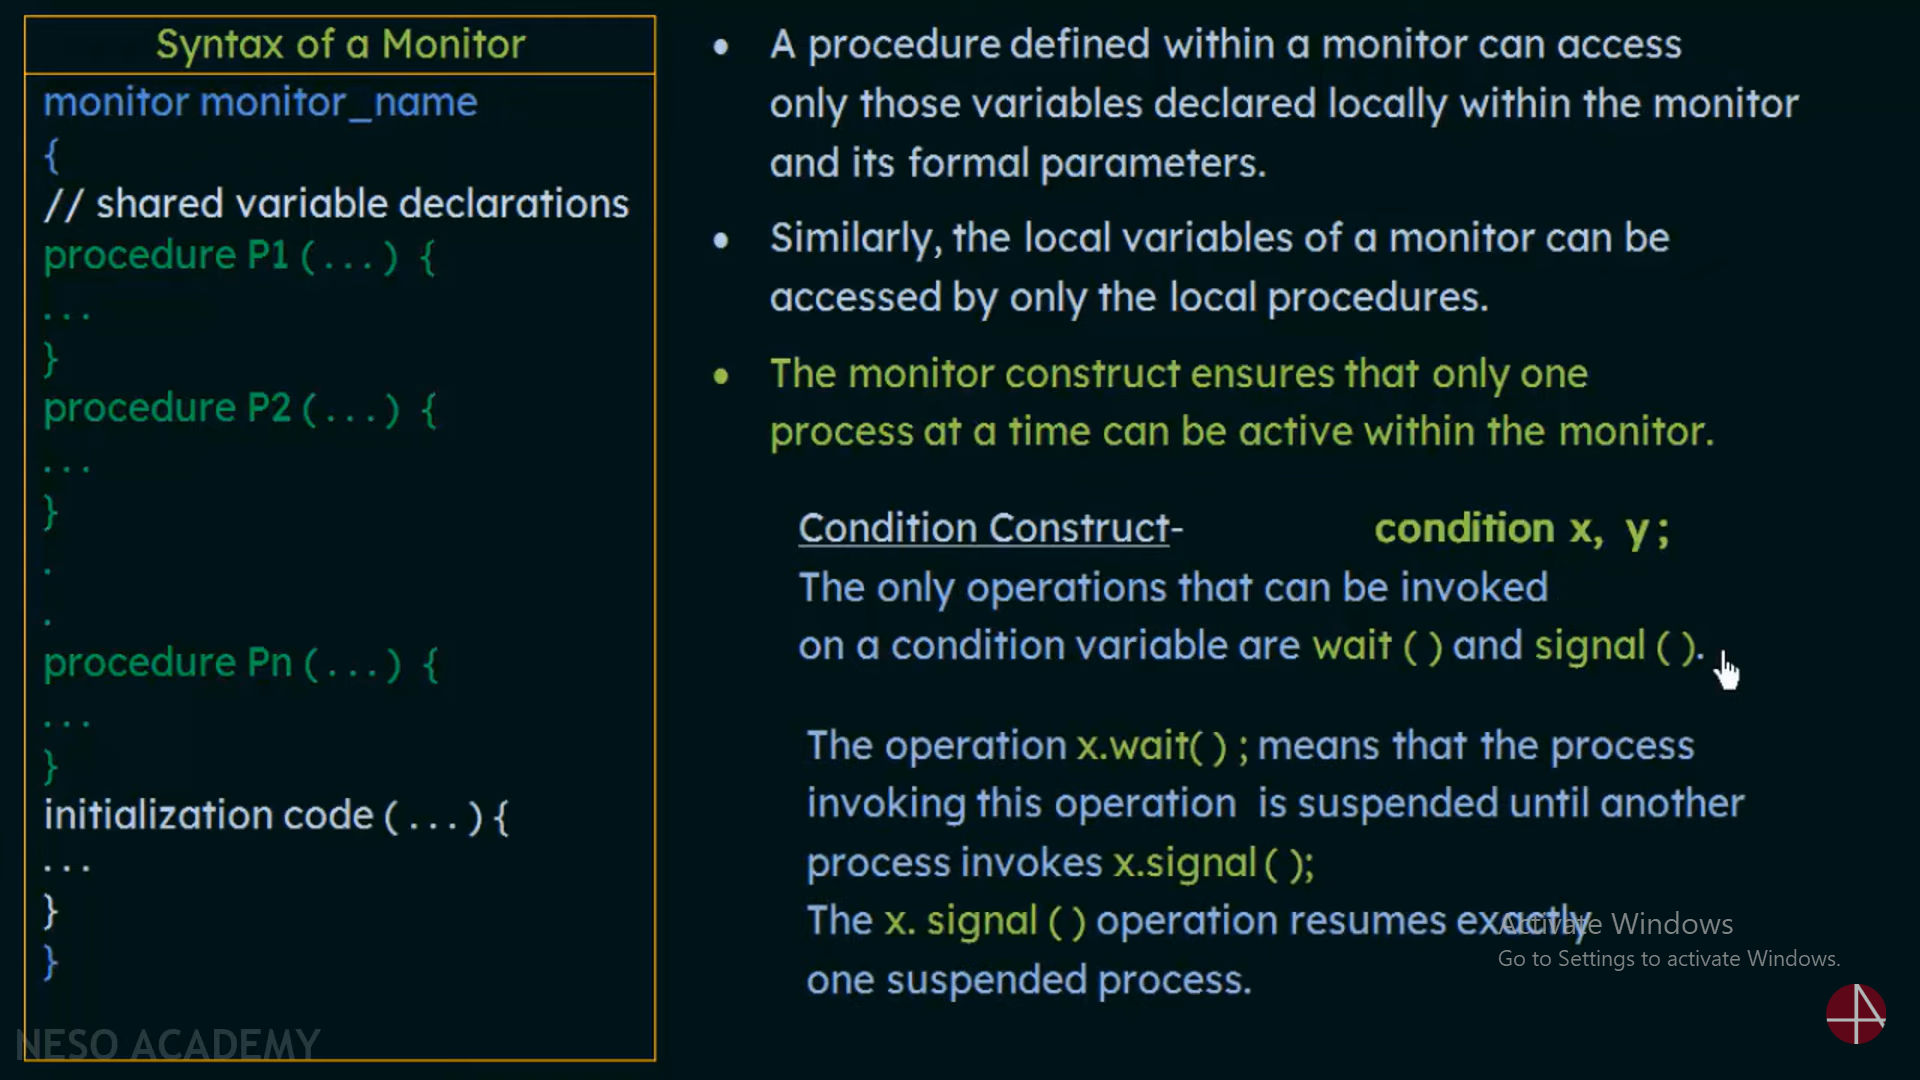 Syntax of a Monitor
monitor monitor_name
{
// shared variable declarations
procedure P1 ( . . . ) {
. . .
}
procedure P2 ( . . . ) {
. . .
}
.
.
procedure Pn ( . . . ) {
. . .
}
initialization code ( . . . ) {
. . .
}
}
• A procedure defined within a monitor can access
only those variables declared locally within the monitor
and its formal parameters.
• Similarly, the local variables of a monitor can be
accessed by only the local procedures.
• The monitor construct ensures that only one
process at a time can be active within the monitor.
Condition Construct- condition x, y ;
The only operations that can be invoked
on a condition variable are wait ( ) and signal ( ).
The operation x.wait( ) ; means that the process
invoking this operation is suspended until another
process invokes x.signal ( );
The x. signal ( ) operation resumes exactly
one suspended process.
Activate Windows
Go to Settings to activate Windows.
NESO ACADEMY